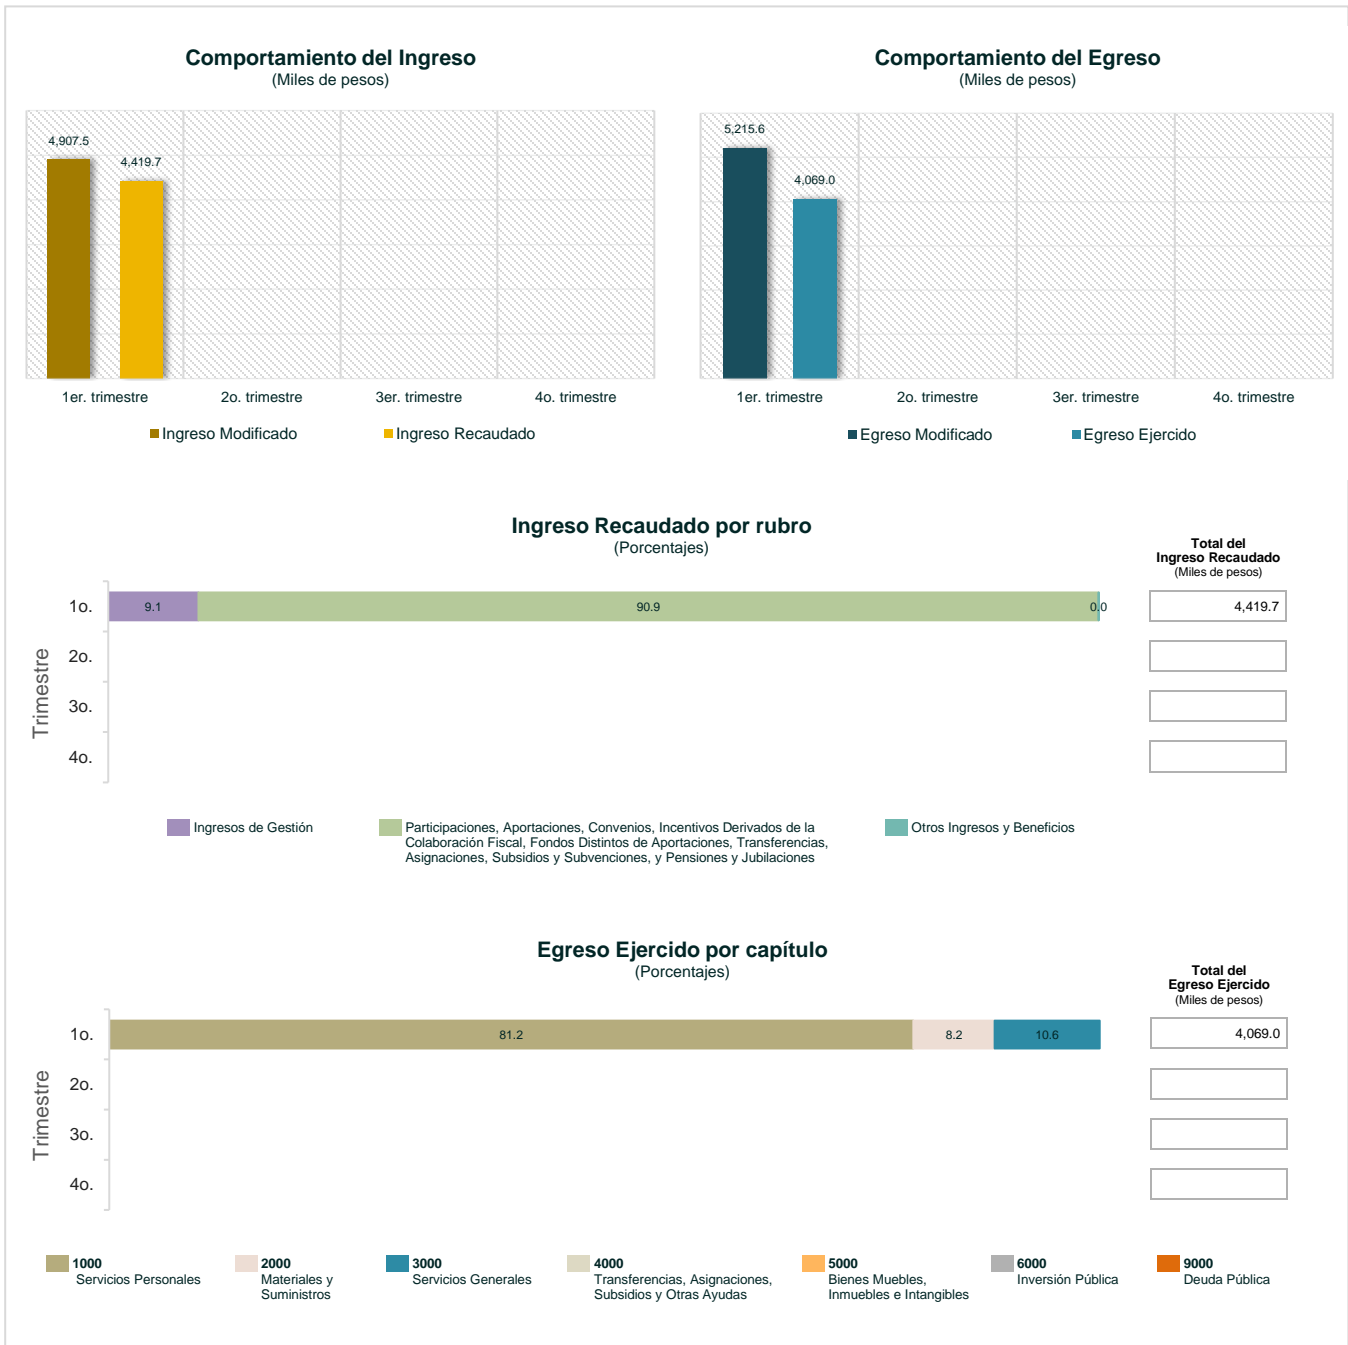 Comportamiento del Ingreso
(Miles de pesos)
4,907.5
4,419.7
1er. trimestre
2o. trimestre
3er. trimestre
4o. trimestre
Ingreso Modificado
Ingreso Recaudado
Comportamiento del Egreso
(Miles de pesos)
5,215.6
4,069.0
1er. trimestre
2o. trimestre
3er. trimestre
4o. trimestre
Egreso Modificado
Egreso Ejercido
Ingreso Recaudado por rubro
(Porcentajes)
Total del
Ingreso Recaudado
(Miles de pesos)
Trimestre
1o.
9.1
90.9
0.0
4,419.7
2o.
3o.
4o.
Ingresos de Gestión
Participaciones, Aportaciones, Convenios, Incentivos Derivados de la
Colaboración Fiscal, Fondos Distintos de Aportaciones, Transferencias,
Asignaciones, Subsidios y Subvenciones, y Pensiones y Jubilaciones
Otros Ingresos y Beneficios
Egreso Ejercido por capítulo
(Porcentajes)
Total del
Egreso Ejercido
(Miles de pesos)
Trimestre
1o.
81.2
8.2
10.6
4,069.0
2o.
3o.
4o.
1000
Servicios Personales
2000
Materiales y
Suministros
3000
Servicios Generales
4000
Transferencias, Asignaciones,
Subsidios y Otras Ayudas
5000
Bienes Muebles,
Inmuebles e Intangibles
6000
Inversión Pública
9000
Deuda Pública